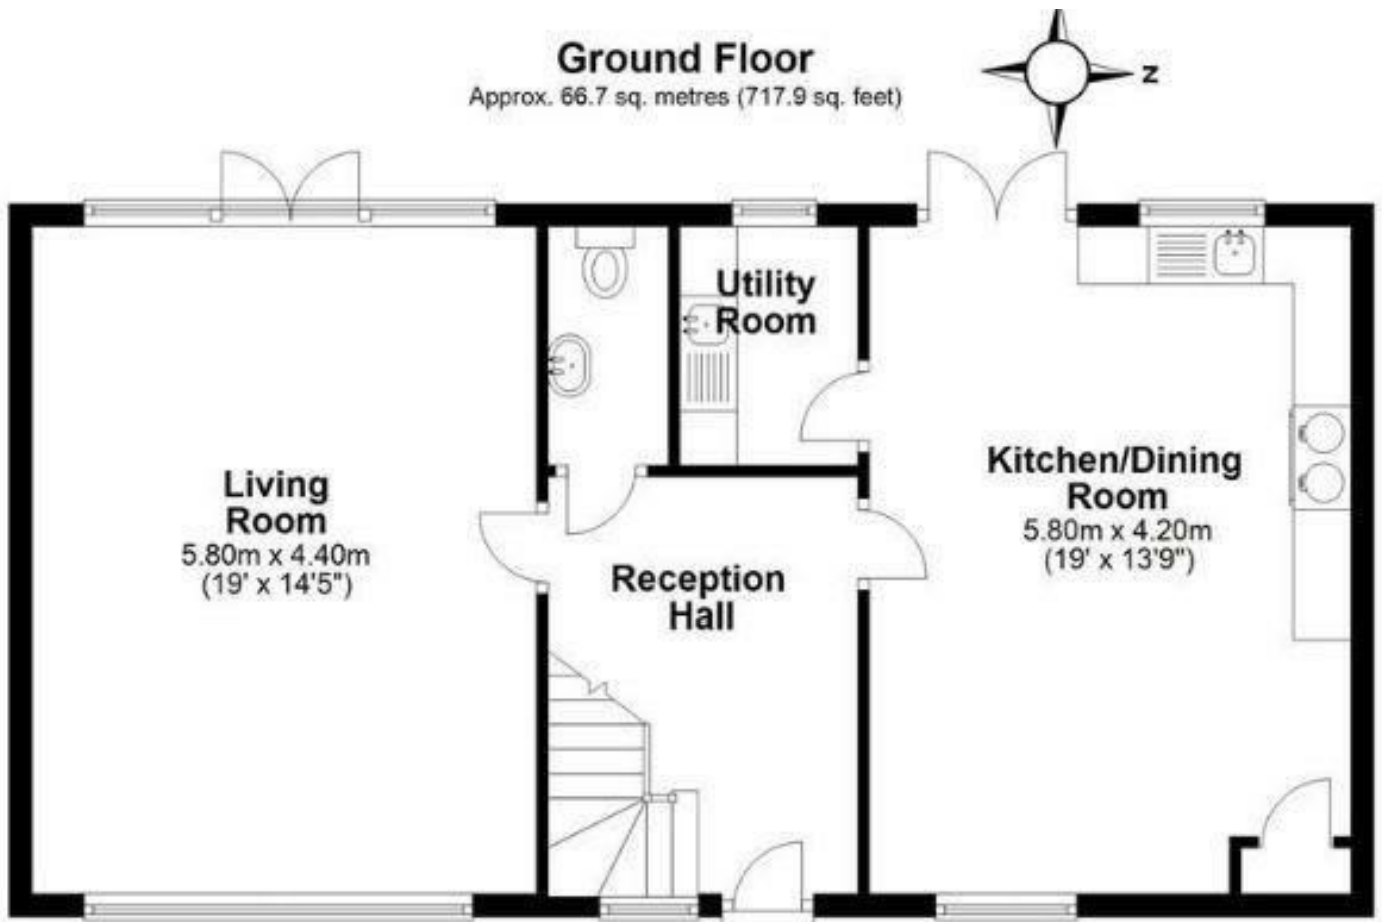 Ground Floor
Approx. 66.7 sq. metres (717.9 sq. feet)
N
Utility
Room
Living
Room
5.80m x 4.40m
(19' x 14'5")
Kitchen/Dining
Room
5.80m x 4.20m
(19' x 13'9")
Reception
Hall